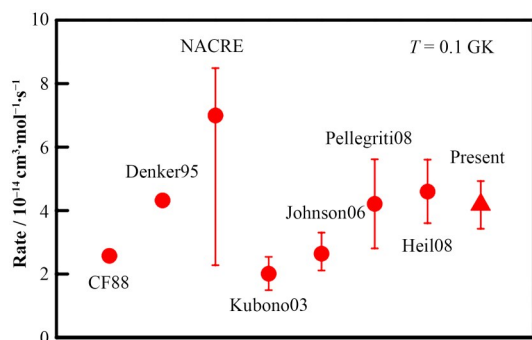 10
NACRE
T = 0.1 GK
8
Pellegriti08
6
Denker95
Present
Rate / 10⁻¹⁴ cm³·mol⁻¹·s⁻¹
4
Johnson06
Heil08
CF88
2
Kubono03
0